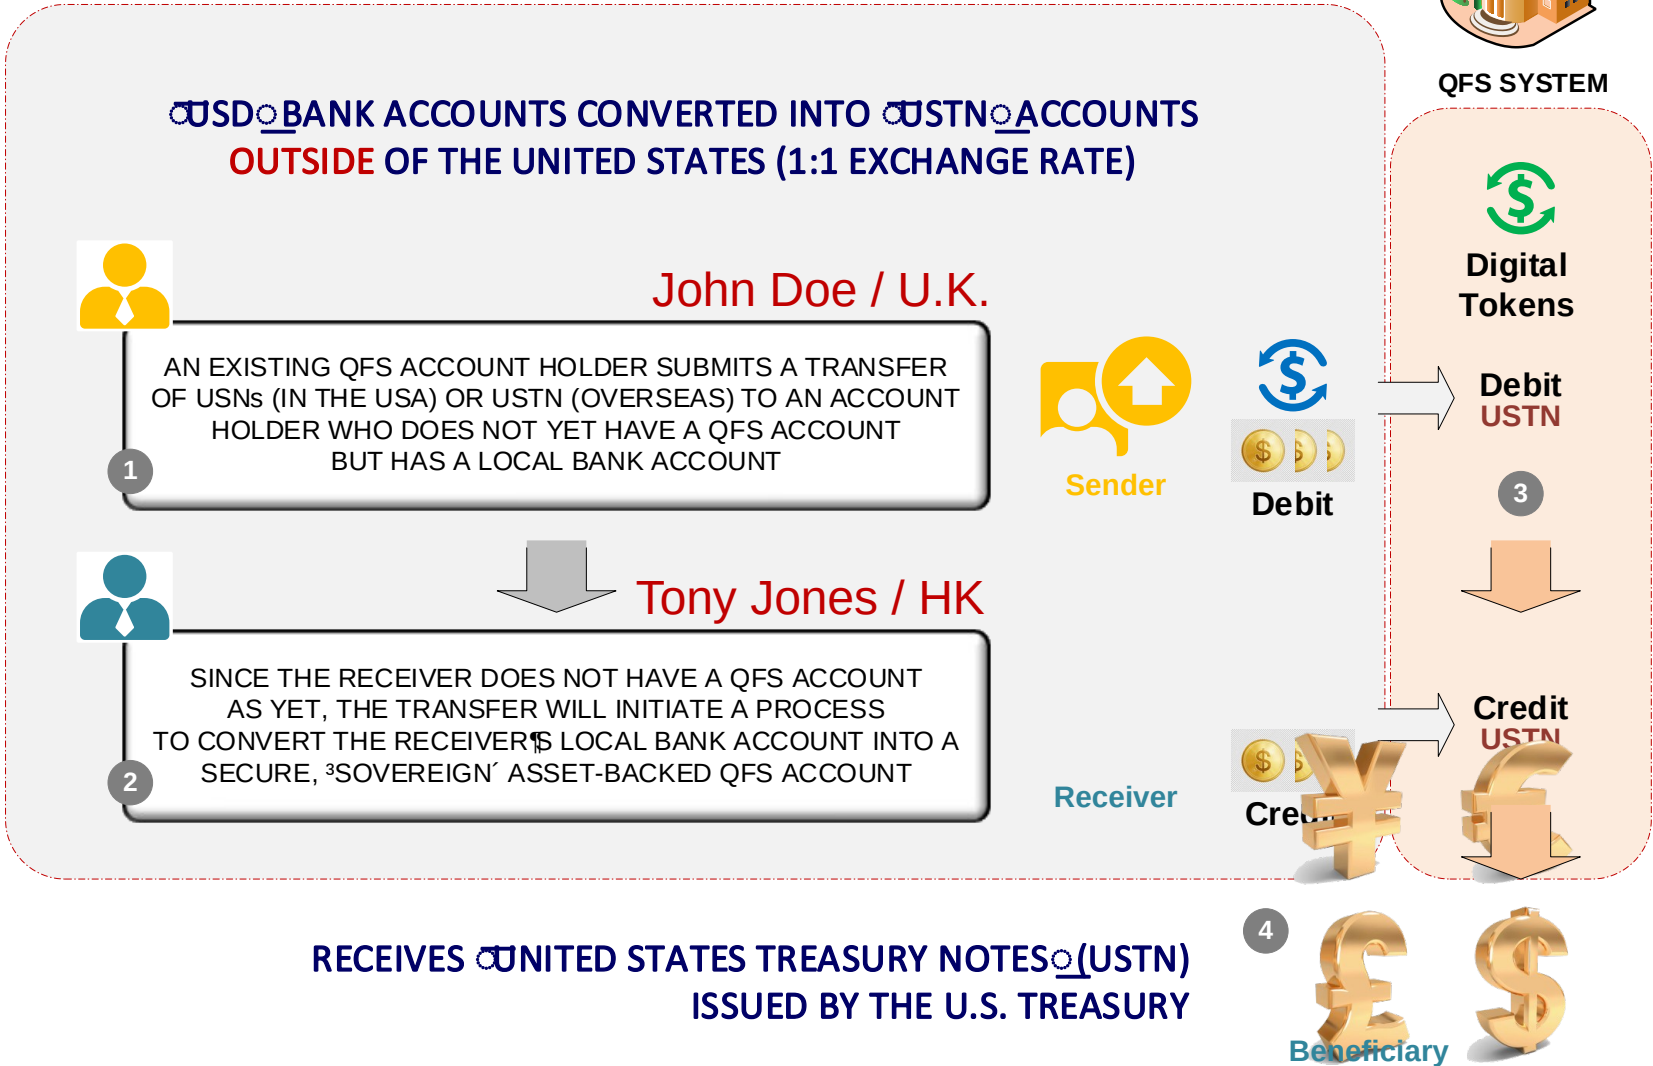 QFS SYSTEM
USD BANK ACCOUNTS CONVERTED INTO USTN ACCOUNTS
OUTSIDE OF THE UNITED STATES (1:1 EXCHANGE RATE)
Digital
Tokens
John Doe / U.K.
AN EXISTING QFS ACCOUNT HOLDER SUBMITS A TRANSFER
OF USNs (IN THE USA) OR USTN (OVERSEAS) TO AN ACCOUNT
HOLDER WHO DOES NOT YET HAVE A QFS ACCOUNT
BUT HAS A LOCAL BANK ACCOUNT
1
Sender
Debit
Debit
USTN
3
Tony Jones / HK
SINCE THE RECEIVER DOES NOT HAVE A QFS ACCOUNT
AS YET, THE TRANSFER WILL INITIATE A PROCESS
TO CONVERT THE RECEIVER¶S LOCAL BANK ACCOUNT INTO A
SECURE, ³SOVEREIGN´ ASSET-BACKED QFS ACCOUNT
2
Receiver
Credit
Credit
USTN
4
RECEIVES UNITED STATES TREASURY NOTES (USTN)
ISSUED BY THE U.S. TREASURY
Beneficiary